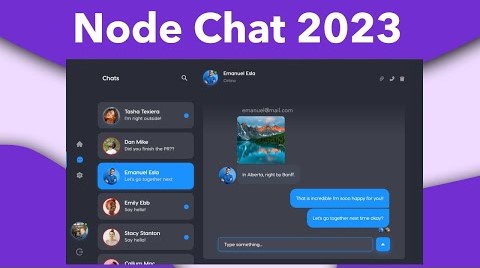 Node Chat 2023
Chats
Tasha Texiera
I'm right outside!
Dan Mike
Did you finish the PR??
Emanuel Esla
Let's go together next
Emily Ebb
Say hello!
Stacy Stanton
Say hello!
Callum Mac
Emanuel Esla
Online
emanuel@mail.com
In Alberta, right by Banff.
That is incredible I'm sooo happy for you!!
Let's go together next time okay?
Type something...